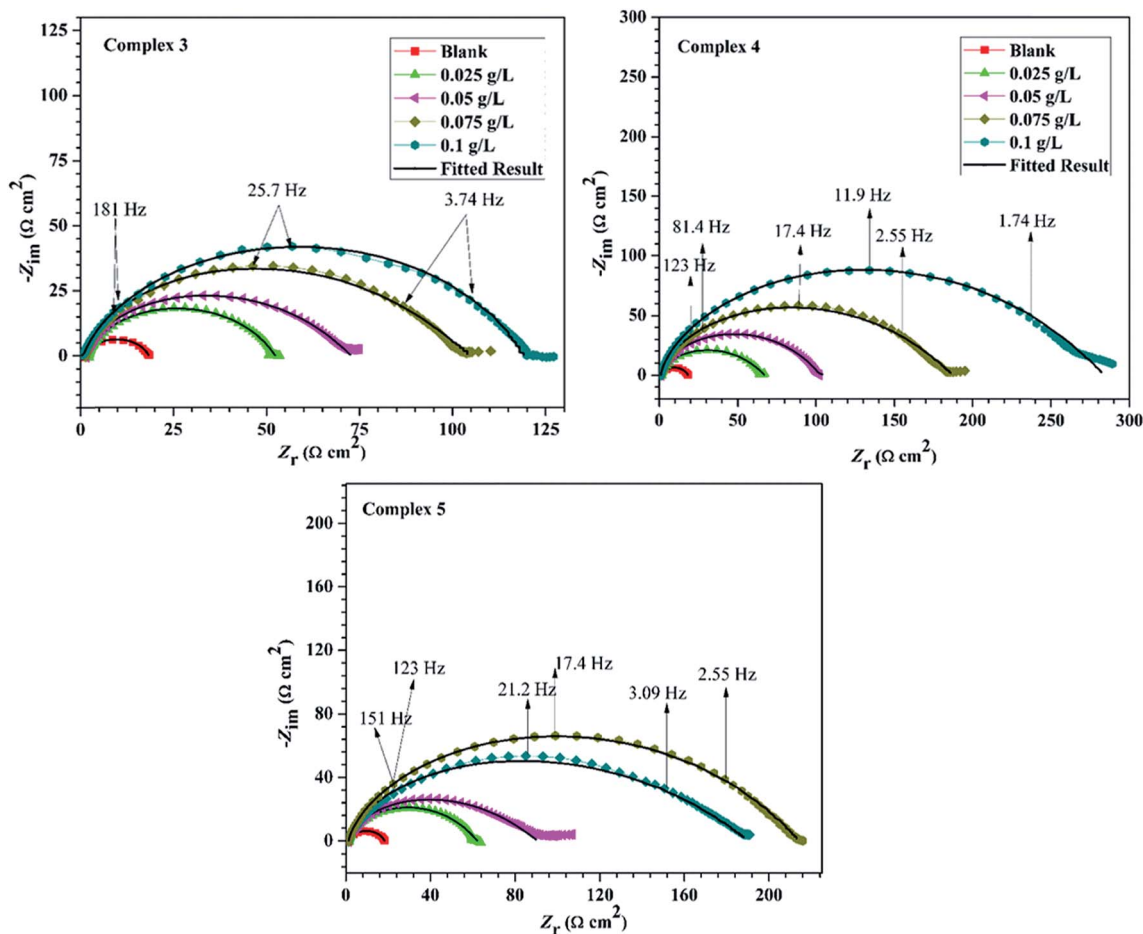 Complex 3
Blank
0.025 g/L
0.05 g/L
0.075 g/L
0.1 g/L
Fitted Result
181 Hz
25.7 Hz
3.74 Hz
125
100
75
50
25
0
-Zim (Ω cm²)
0 25 50 75 100 125
Zr (Ω cm²)
Complex 4
Blank
0.025 g/L
0.05 g/L
0.075 g/L
0.1 g/L
Fitted Result
123 Hz
81.4 Hz
17.4 Hz
11.9 Hz
2.55 Hz
1.74 Hz
300
250
200
150
100
50
0
-Zim (Ω cm²)
0 50 100 150 200 250 300
Zr (Ω cm²)
Complex 5
151 Hz
123 Hz
21.2 Hz
17.4 Hz
3.09 Hz
2.55 Hz
200
160
120
80
40
0
-Zim (Ω cm²)
0 40 80 120 160 200
Zr (Ω cm²)